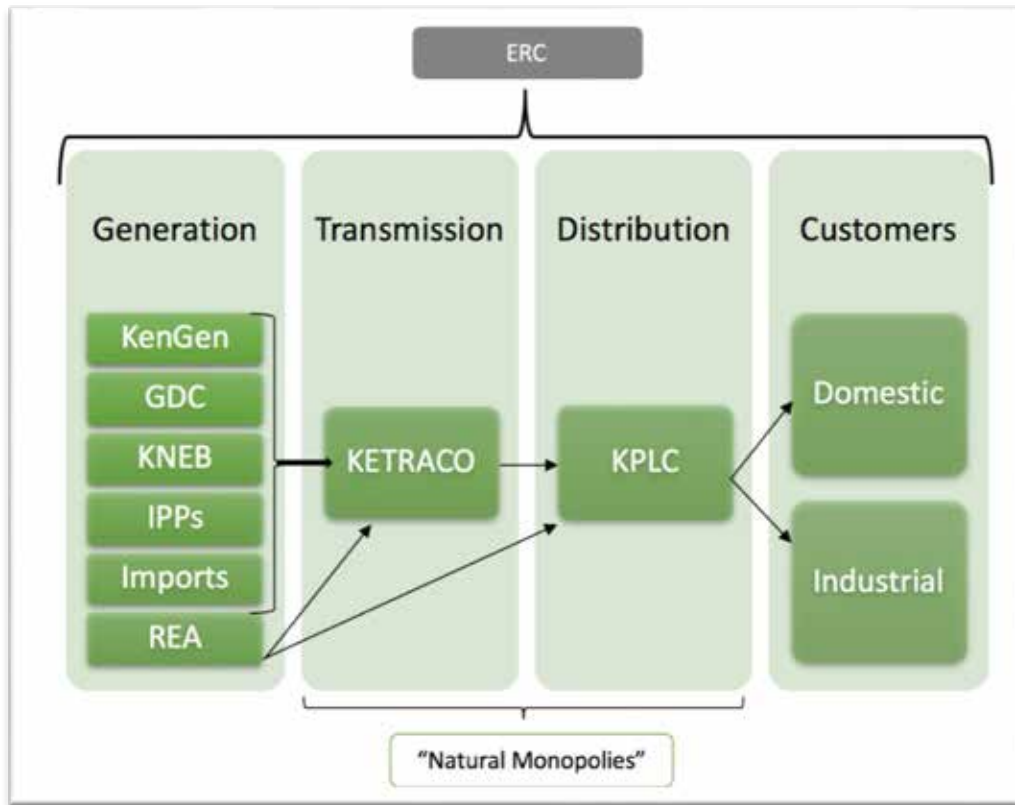 ERC
Generation
Transmission
Distribution
Customers
KenGen
GDC
KNEB
IPPs
Imports
REA
KETRACO
KPLC
Domestic
Industrial
“Natural Monopolies”